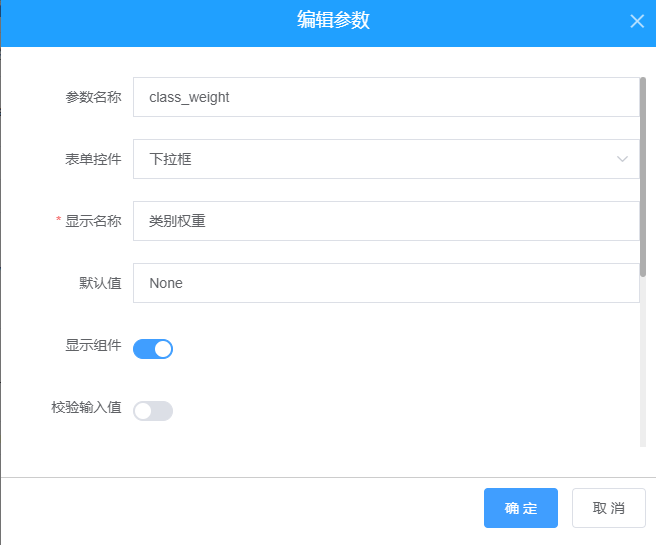 编辑参数
参数名称 class_weight
表单控件 下拉框
* 显示名称 类别权重
默认值 None
显示组件
校验输入值
确定 取消